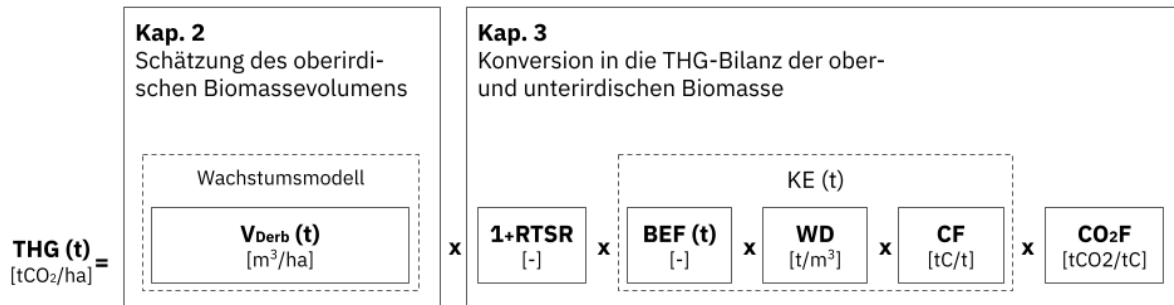 Kap. 2
Schätzung des oberirdi-
schen Biomassevolumens
Kap. 3
Konversion in die THG-Bilanz der ober-
und unterirdischen Biomasse
Wachstumsmodell
KE (t)
THG (t)
[tCO₂/ha]
=
V_Derb (t)
[m³/ha]
x
1+RTSR
[-]
x
BEF (t)
[-]
x
WD
[t/m³]
x
CF
[tC/t]
x
CO₂F
[tCO2/tC]